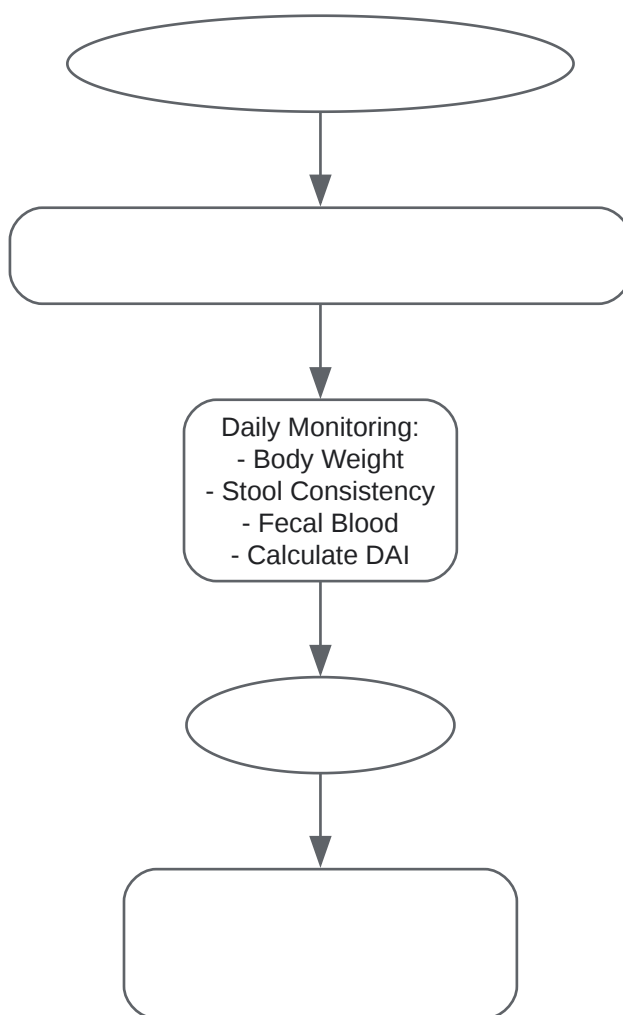 Daily Monitoring:
- Body Weight
- Stool Consistency
- Fecal Blood
- Calculate DAI